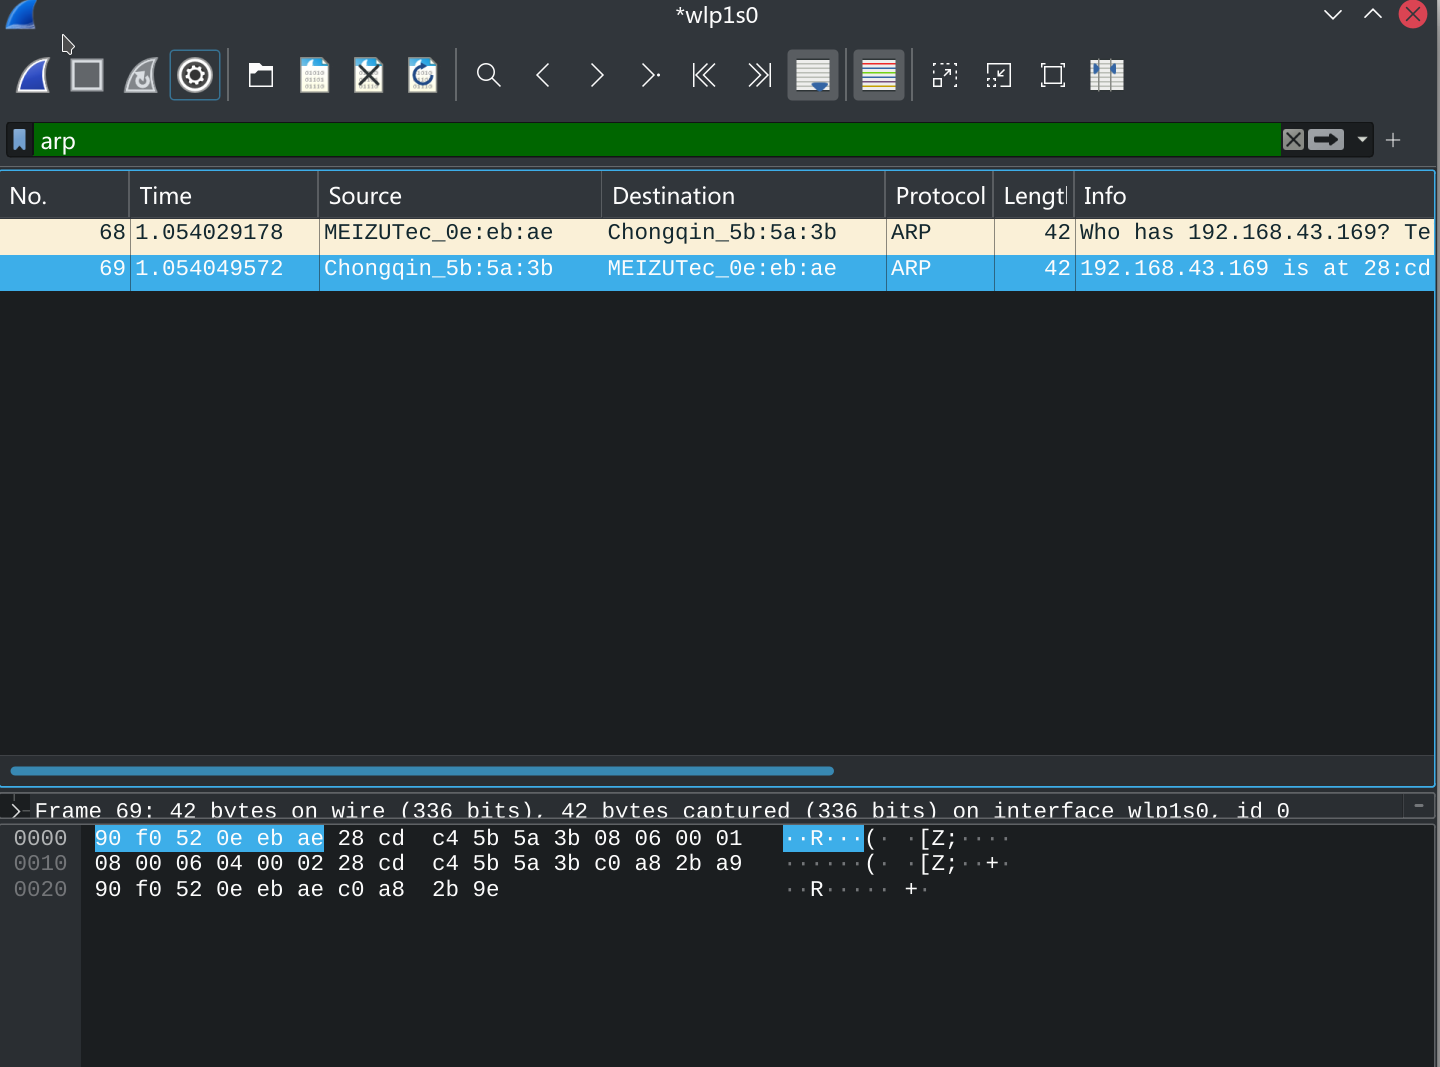 *wlp1s0
arp
No. Time Source Destination Protocol Lengt Info
68 1.054029178 MEIZUTec_0e:eb:ae Chongqin_5b:5a:3b ARP 42 Who has 192.168.43.169? Te
69 1.054049572 Chongqin_5b:5a:3b MEIZUTec_0e:eb:ae ARP 42 192.168.43.169 is at 28:cd
Frame 69: 42 bytes on wire (336 bits), 42 bytes captured (336 bits) on interface wlp1s0, id 0
0000 90 f0 52 0e eb ae 28 cd c4 5b 5a 3b 08 06 00 01 ··R···(· ·[Z;····
0010 08 00 06 04 00 02 28 cd c4 5b 5a 3b c0 a8 2b a9 ······(· ·[Z;··+·
0020 90 f0 52 0e eb ae c0 a8 2b 9e ··R····· +·